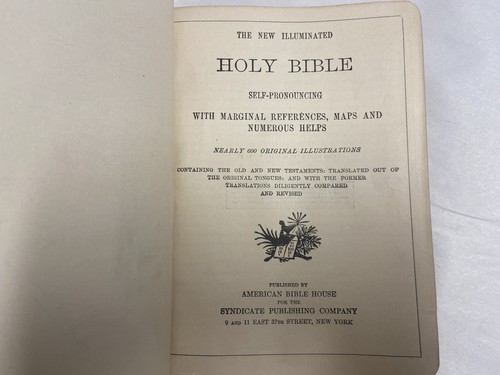 THE NEW ILLUMINATED
HOLY BIBLE
SELF-PRONOUNCING
WITH MARGINAL REFERENCES, MAPS AND
NUMEROUS HELPS
NEARLY 600 ORIGINAL ILLUSTRATIONS
CONTAINING THE OLD AND NEW TESTAMENTS: TRANSLATED OUT OF
THE ORIGINAL TONGUES: AND WITH THE FORMER
TRANSLATIONS DILIGENTLY COMPARED
AND REVISED
PUBLISHED BY
AMERICAN BIBLE HOUSE
FOR THE
SYNDICATE PUBLISHING COMPANY
9 AND 11 EAST 37TH STREET, NEW YORK